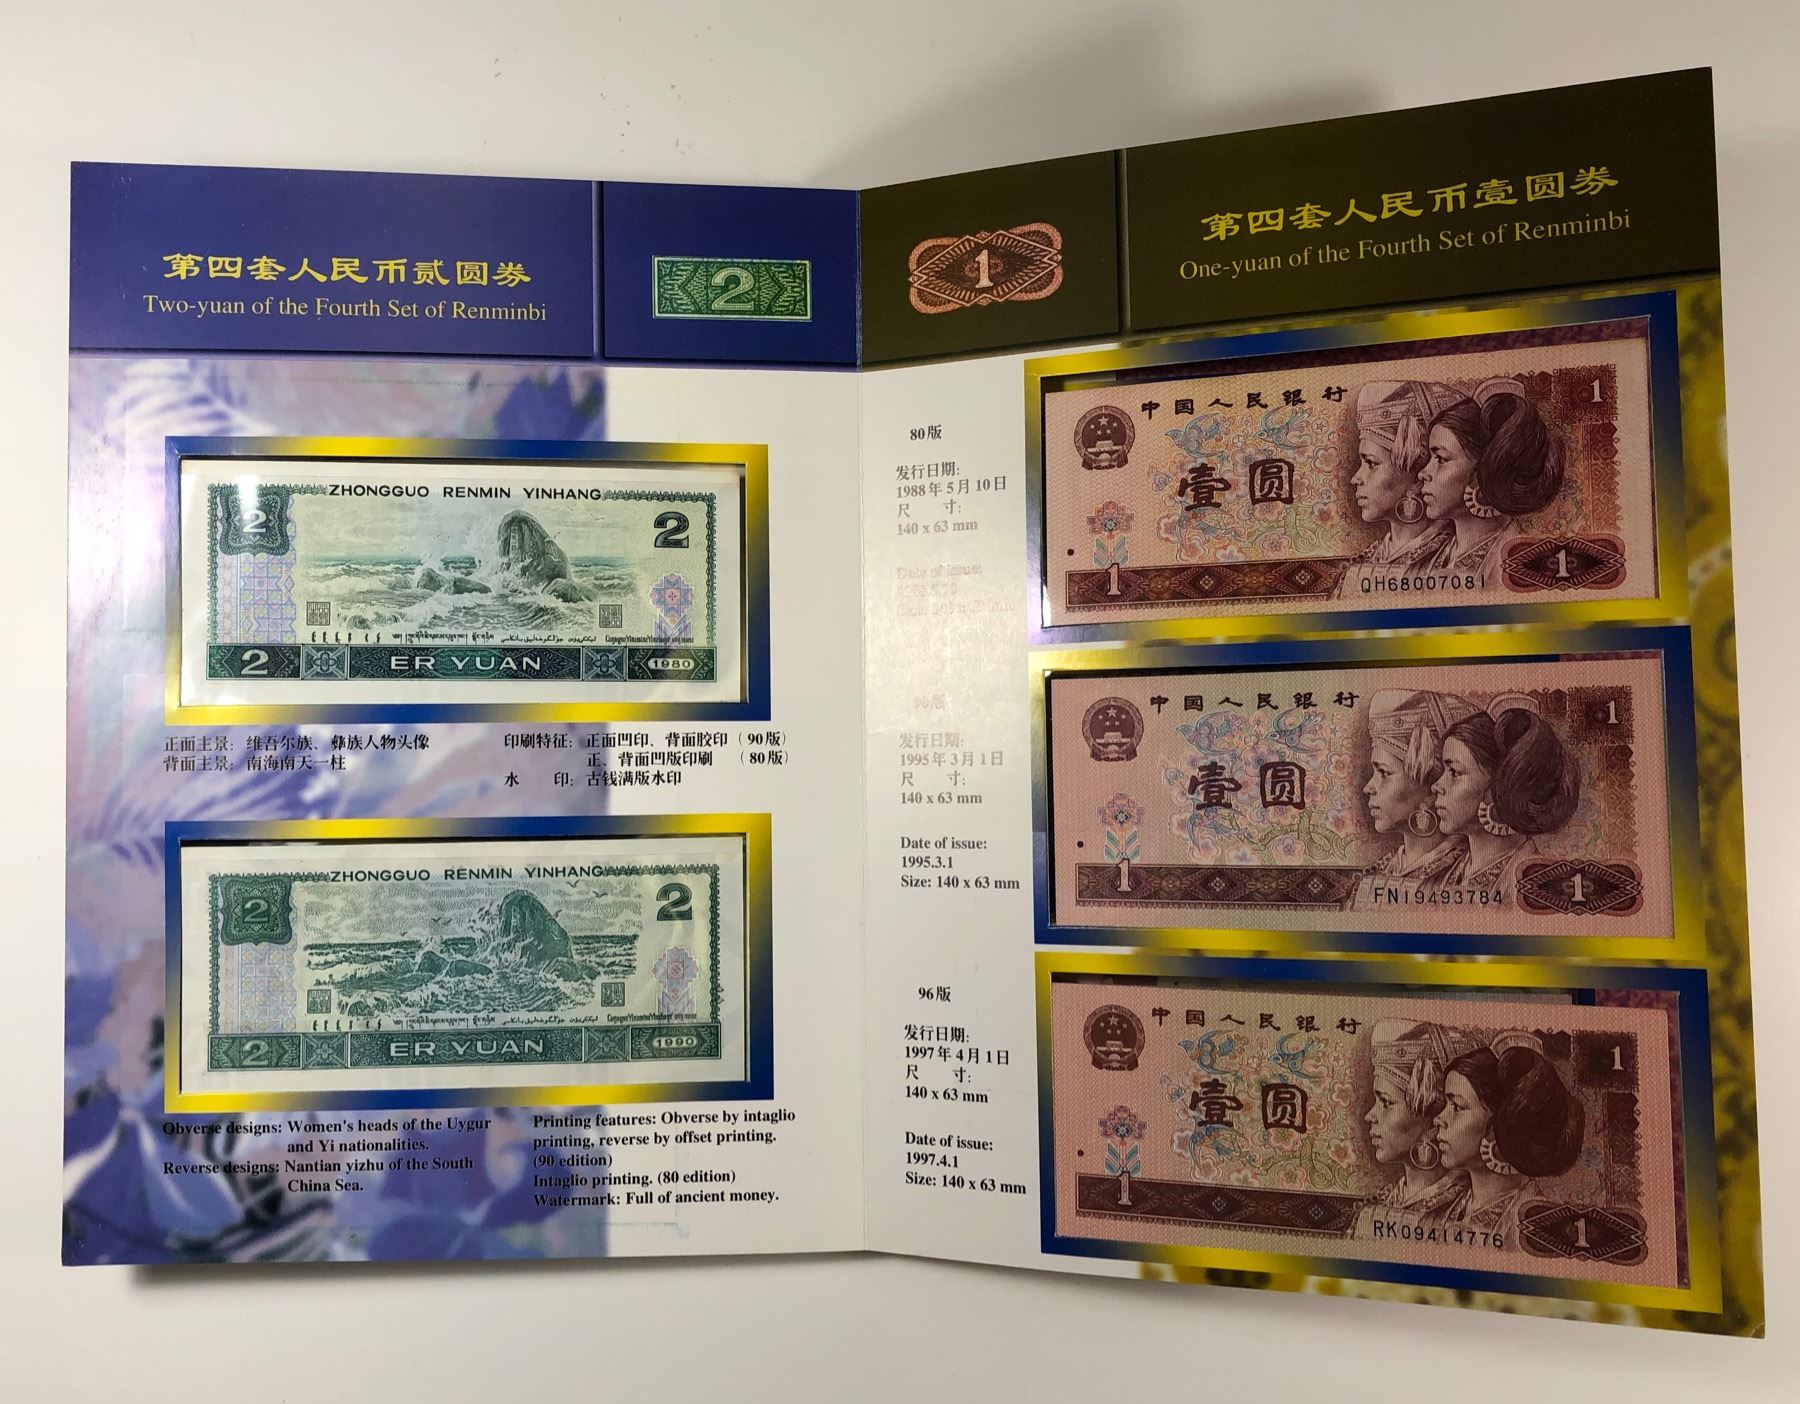 第四套人民币贰圆券
Two-yuan of the Fourth Set of Renminbi
2
ZHONGGUO RENMIN YINHANG
2
2
2
ER YUAN
1980
正面主景：维吾尔族、彝族人物头像
背面主景：南海南天一柱
印刷特征：正面凹印、背面胶印（90版）
正、背面凹版印刷（80版）
水 印：古钱满版水印
ZHONGGUO RENMIN YINHANG
2
2
2
ER YUAN
1990
Obverse designs: Women's heads of the Uygur
and Yi nationalities.
Reverse designs: Nantian yizhu of the South
China Sea.
Printing features: Obverse by intaglio
printing, reverse by offset printing.
(90 edition)
Intaglio printing. (80 edition)
Watermark: Full of ancient money.
1
第四套人民币壹圆券
One-yuan of the Fourth Set of Renminbi
80版
发行日期：
1988年5月10日
尺 寸：
140 x 63 mm
Date of issue:
中国人民银行
1
壹圆
1
QH68007081
1
90版
发行日期：
1995年3月1日
尺 寸：
140 x 63 mm
Date of issue:
1995.3.1
Size: 140 x 63 mm
中国人民银行
1
壹圆
1
FN19493784
1
96版
发行日期：
1997年4月1日
尺 寸：
140 x 63 mm
Date of issue:
1997.4.1
Size: 140 x 63 mm
中国人民银行
1
壹圆
1
RK09414776
1